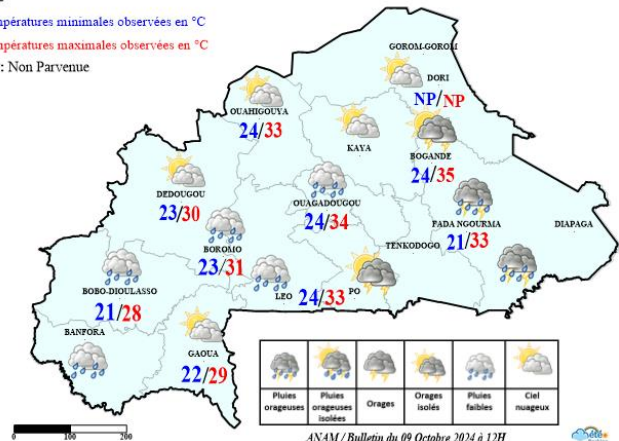 mpératures minimales observées en °C
mpératures maximales observées en °C
: Non Parvenue
GOROM-GOROM
DORI
NP/NP
OUAHIGOUYA
24/33
KAYA
BOGANDE
24/35
DEDOUGOU
23/30
OUAGADOUGOU
24/34
FADA NGOURMA
21/33
DIAPAGA
BOROMO
23/31
TENKODOGO
BOBO-DIOULASSO
21/28
LEO
24/33
PO
BANFORA
GAOUA
22/29
Pluies orageuses
Pluies orageuses isolées
Orages
Orages isolés
Pluies faibles
Ciel nuageux
0 100 200
ANAM / Bulletin du 09 Octobre 2024 à 12H